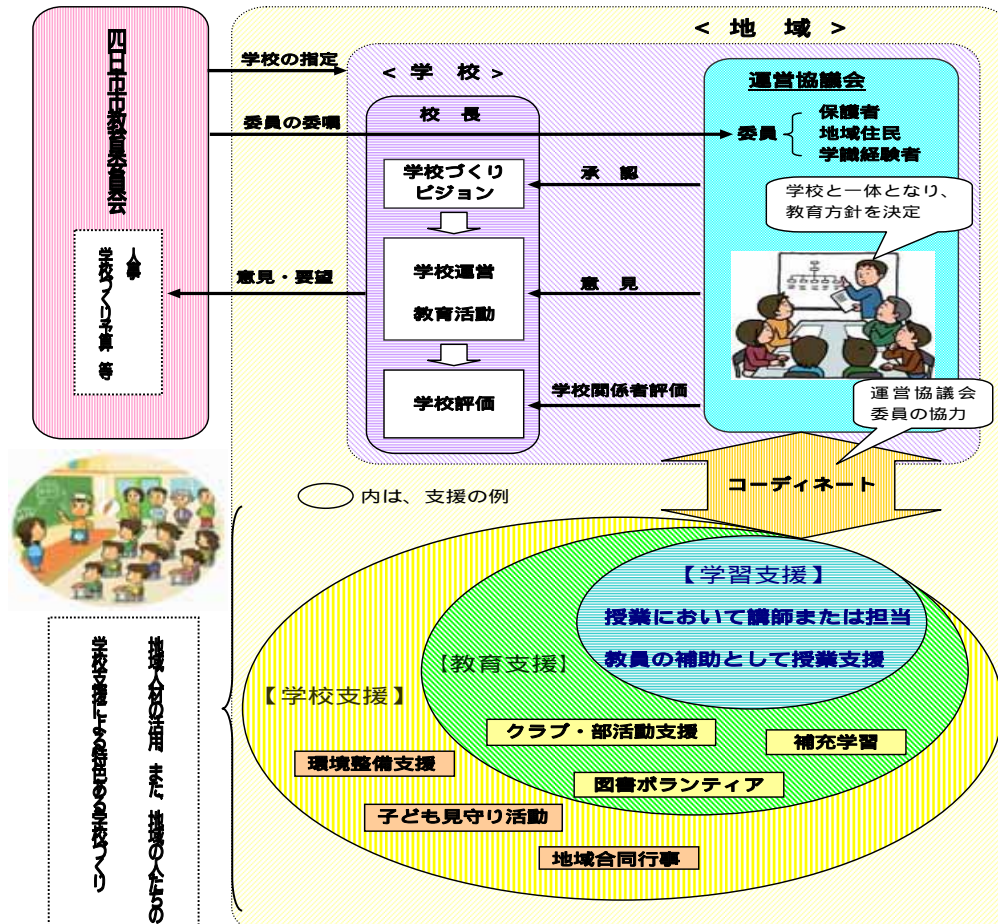 四日市市教育委員会
人事
学校づくり予算 等
< 地 域 >
学校の指定
委員の委嘱
意見・要望
< 学 校 >
校 長
学校づくり
ビジョン
学校運営
教育活動
学校評価
承 認
意 見
学校関係者評価
運営協議会
委員
保護者
地域住民
学識経験者
学校と一体となり、
教育方針を決定
運営協議会
委員の協力
コーディネート
内は、支援の例
【学習支援】
授業において講師または担当
教員の補助として授業支援
【教育支援】
クラブ・部活動支援
補充学習
図書ボランティア
【学校支援】
環境整備支援
子ども見守り活動
地域合同行事
地域人材の活用、また、地域の人たちの
学校支援による特色ある学校づくり